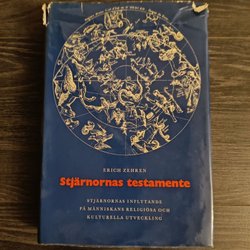 ERICH ZEHREN
Stjärnornas testamente
STJÄRNORNAS INFLYTANDE
PÅ MÄNNISKANS RELIGIÖSA OCH
KULTURELLA UTVECKLING